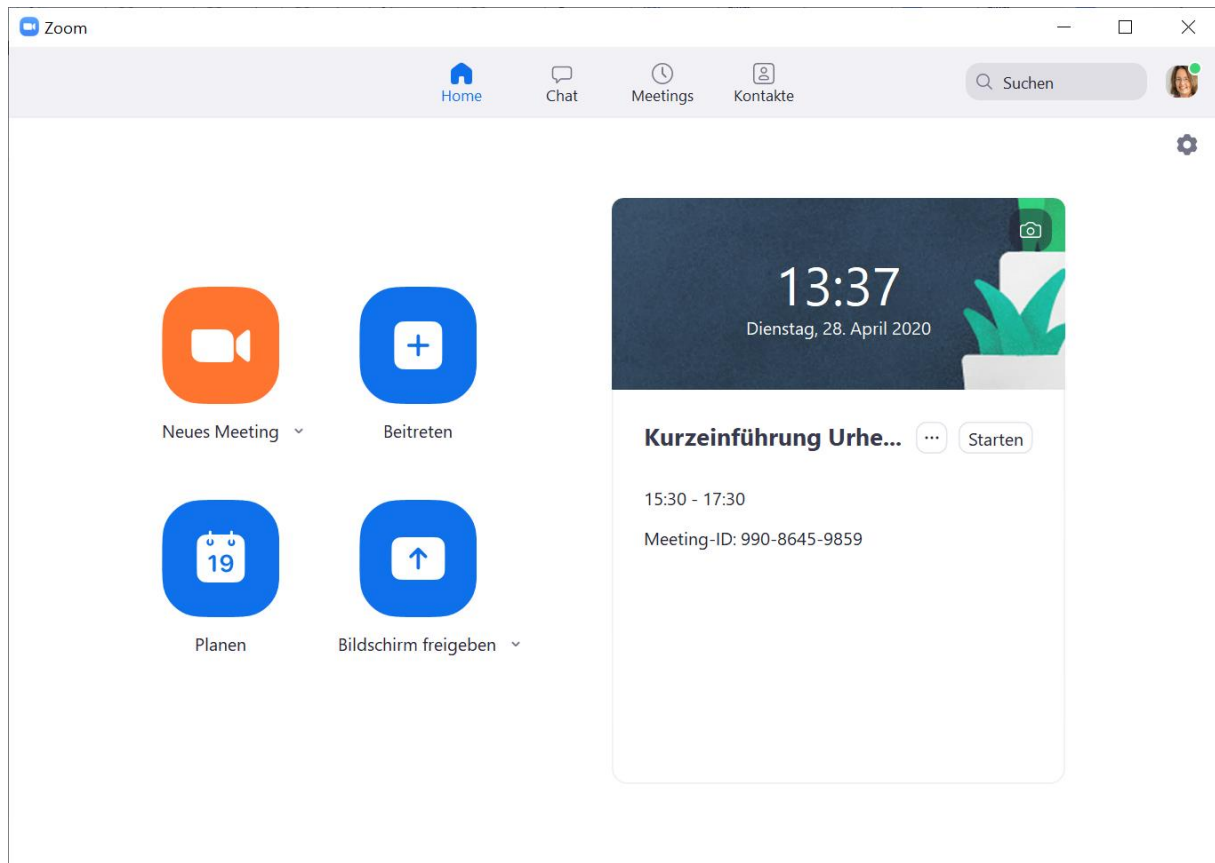 Zoom
Home
Chat
Meetings
Kontakte
Suchen
13:37
Dienstag, 28. April 2020
Neues Meeting
Beitreten
19
Planen
Bildschirm freigeben
Kurzeinführung Urhe... ··· Starten
15:30 - 17:30
Meeting-ID: 990-8645-9859